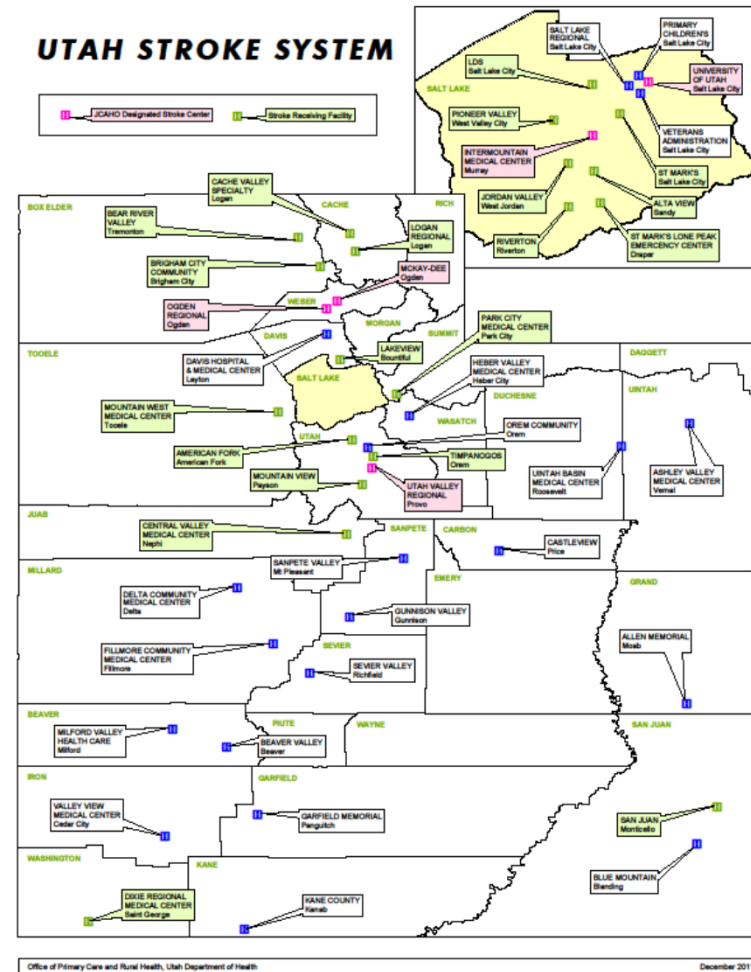 UTAH STROKE SYSTEM
JCAHO Designated Stroke Center
Stroke Receiving Facility
SALT LAKE
LDS
Salt Lake City
SALT LAKE
REGIONAL
Salt Lake City
PRIMARY
CHILDREN'S
Salt Lake City
UNIVERSITY
OF UTAH
Salt Lake City
PIONEER VALLEY
West Valley City
VETERANS
ADMINISTRATION
Salt Lake City
INTERMOUNTAIN
MEDICAL CENTER
Murray
ST MARK'S
Salt Lake City
JORDAN VALLEY
West Jordan
ALTA VIEW
Sandy
RIVERTON
Riverton
ST MARK'S LONE PEAK
EMERCENCY CENTER
Draper
BOX ELDER
CACHE VALLEY
SPECIALTY
Logan
CACHE
RICH
BEAR RIVER
VALLEY
Tremonton
LOGAN
REGIONAL
Logan
BRIGHAM CITY
COMMUNITY
Brigham City
MCKAY-DEE
Ogden
OGDEN
REGIONAL
Ogden
WEBER
MORGAN
DAVIS
SUMMIT
PARK CITY
MEDICAL CENTER
Park City
TOOELE
DAVIS HOSPITAL
& MEDICAL CENTER
Layton
LAKEVIEW
Bountiful
DAGGETT
SALT LAKE
HEBER VALLEY
MEDICAL CENTER
Heber City
DUCHESNE
UINTAH
MOUNTAIN WEST
MEDICAL CENTER
Tooele
WASATCH
OREM COMMUNITY
Orem
UTAH
AMERICAN FORK
American Fork
TIMPANOGOS
Orem
MOUNTAIN VIEW
Payson
UTAH VALLEY
REGIONAL
Provo
UINTAH BASIN
MEDICAL CENTER
Roosevelt
ASHLEY VALLEY
MEDICAL CENTER
Vernal
JUAB
CENTRAL VALLEY
MEDICAL CENTER
Nephi
SANPETE
CARBON
CASTLEVIEW
Price
MILLARD
SANPETE VALLEY
Mt Pleasant
EMERY
GRAND
DELTA COMMUNITY
MEDICAL CENTER
Delta
GUNNISON VALLEY
Gunnison
FILLMORE COMMUNITY
MEDICAL CENTER
Fillmore
SEVIER
SEVIER VALLEY
Richfield
ALLEN MEMORIAL
Moab
BEAVER
PIUTE
WAYNE
SAN JUAN
MILFORD VALLEY
HEALTH CARE
Milford
BEAVER VALLEY
Beaver
IRON
GARFIELD
VALLEY VIEW
MEDICAL CENTER
Cedar City
GARFIELD MEMORIAL
Panguitch
SAN JUAN
Monticello
WASHINGTON
KANE
BLUE MOUNTAIN
Blanding
DIXIE REGIONAL
MEDICAL CENTER
Saint George
KANE COUNTY
Kanab
Office of Primary Care and Rural Health, Utah Department of Health
December 201